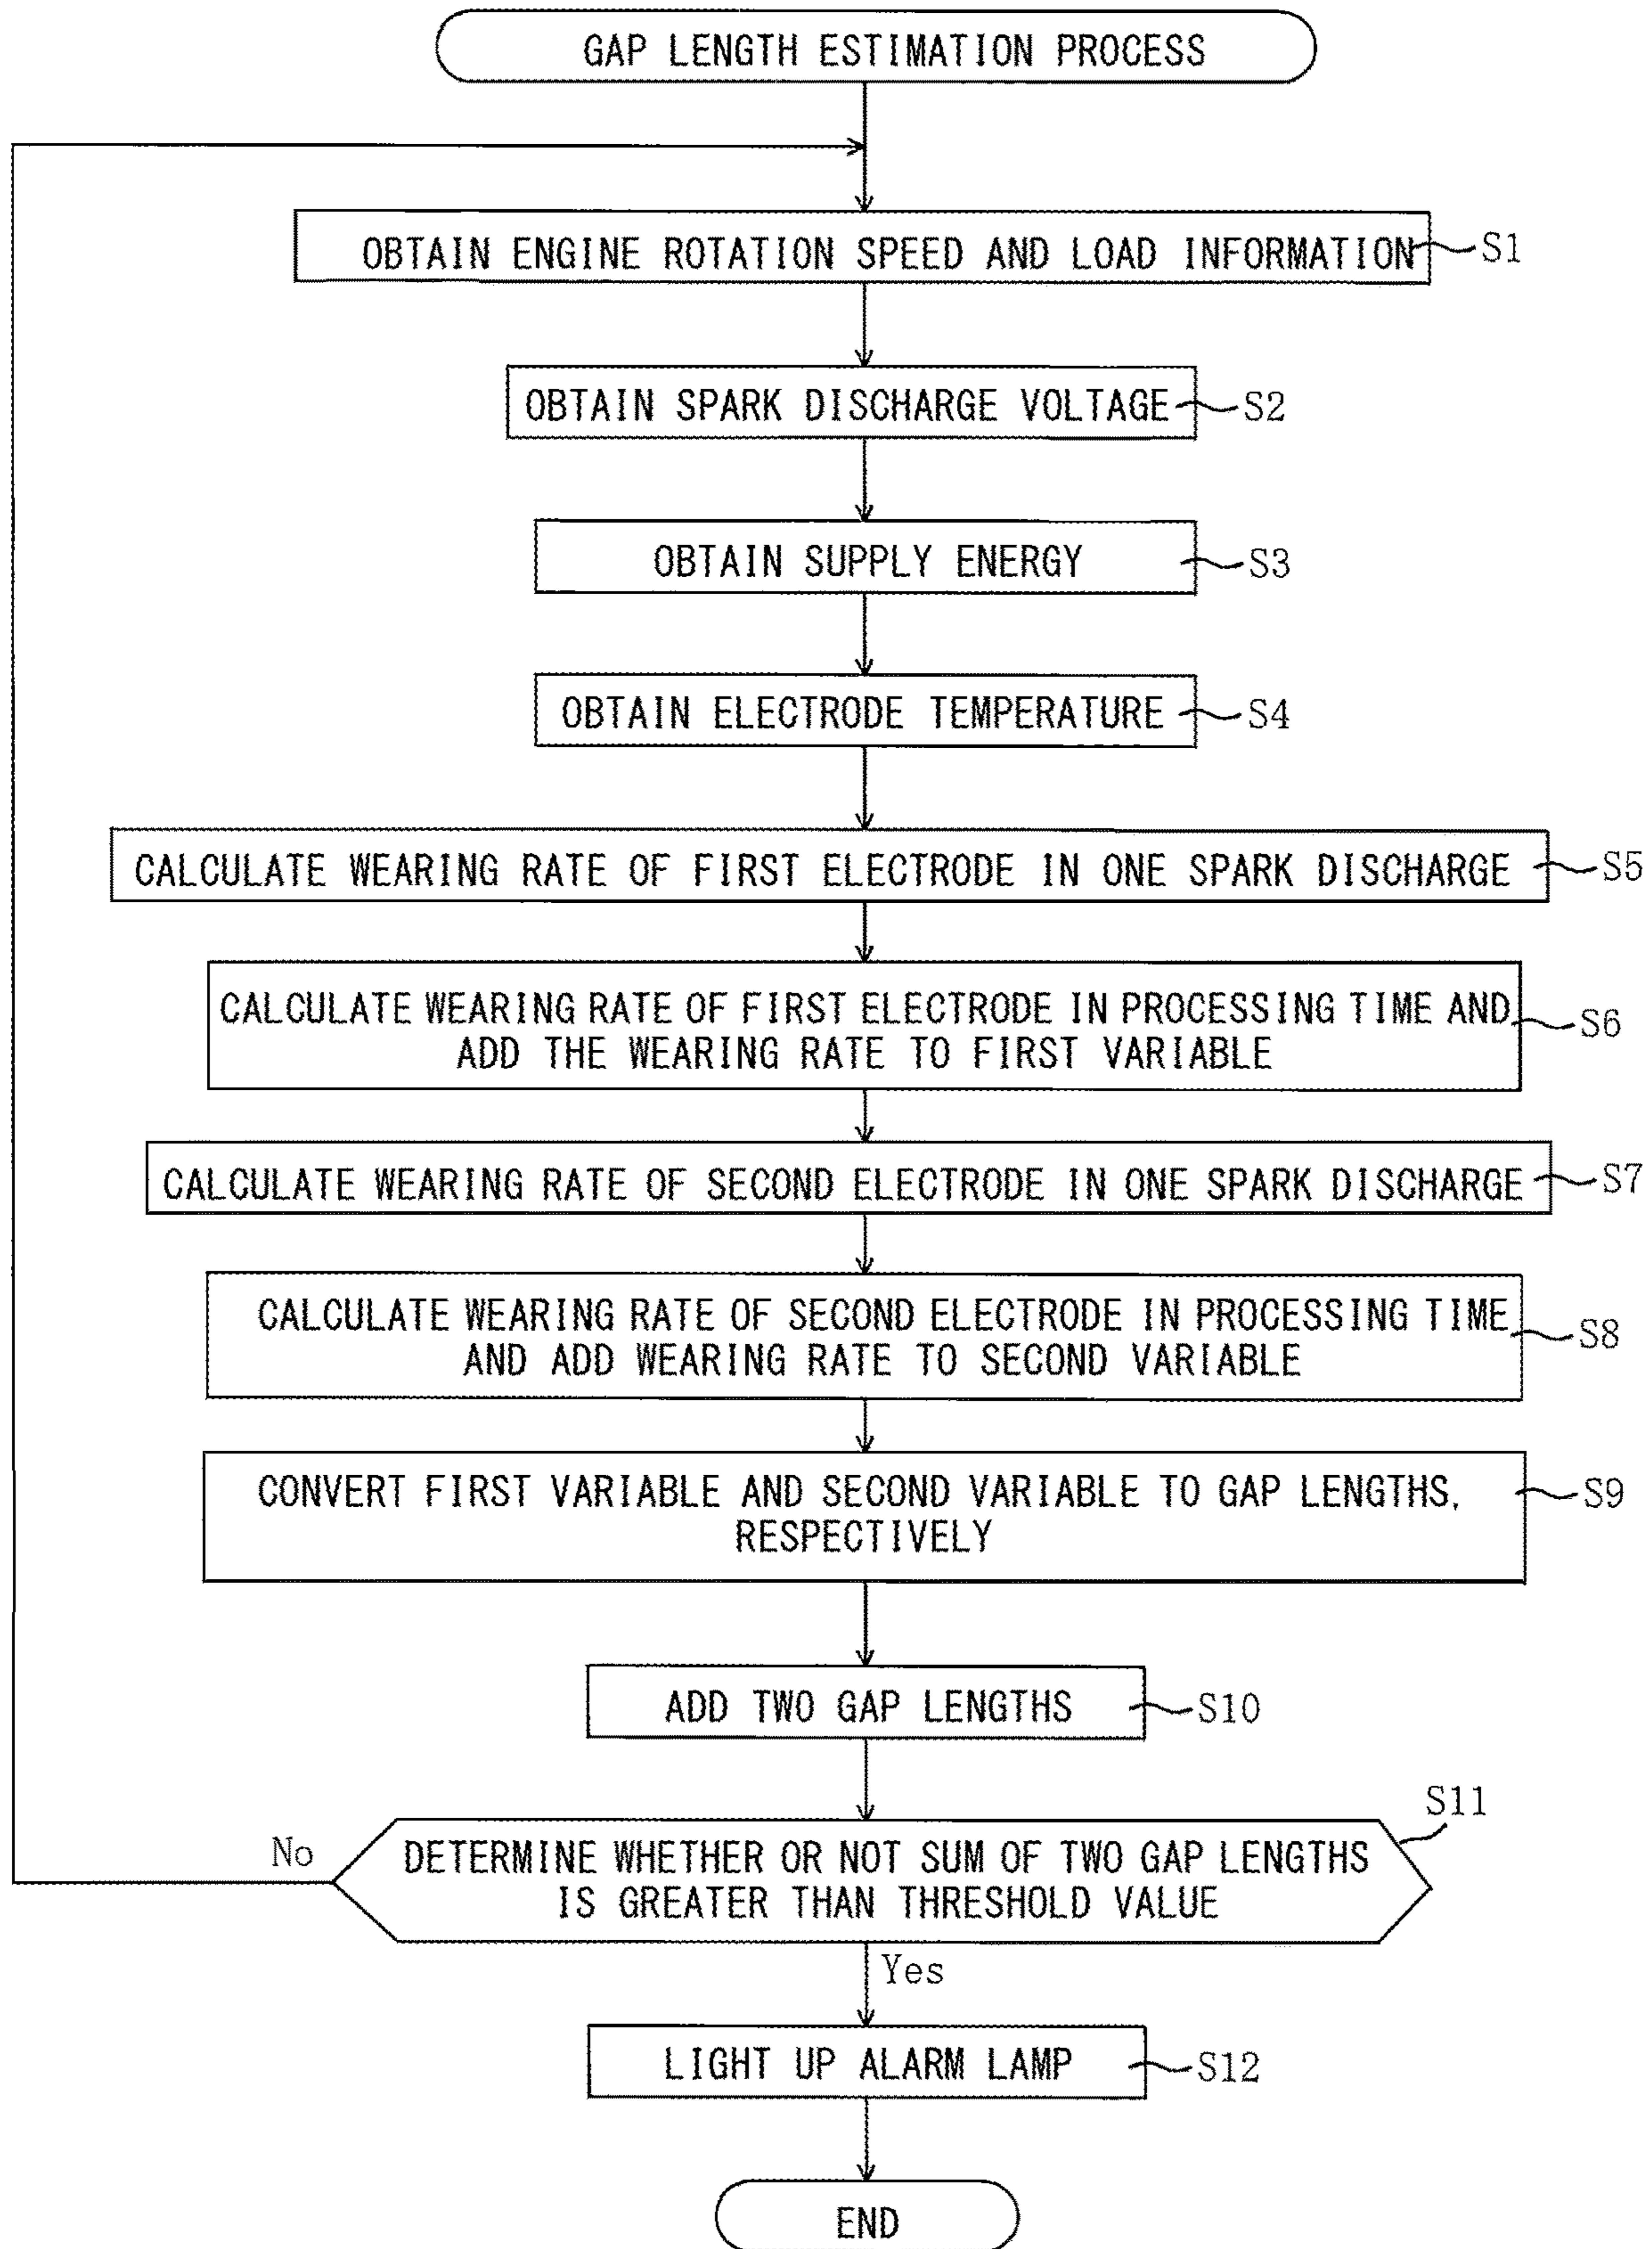 GAP LENGTH ESTIMATION PROCESS
OBTAIN ENGINE ROTATION SPEED AND LOAD INFORMATION
S1
OBTAIN SPARK DISCHARGE VOLTAGE
S2
OBTAIN SUPPLY ENERGY
S3
OBTAIN ELECTRODE TEMPERATURE
S4
CALCULATE WEARING RATE OF FIRST ELECTRODE IN ONE SPARK DISCHARGE
S5
CALCULATE WEARING RATE OF FIRST ELECTRODE IN PROCESSING TIME AND
ADD THE WEARING RATE TO FIRST VARIABLE
S6
CALCULATE WEARING RATE OF SECOND ELECTRODE IN ONE SPARK DISCHARGE
S7
CALCULATE WEARING RATE OF SECOND ELECTRODE IN PROCESSING TIME
AND ADD WEARING RATE TO SECOND VARIABLE
S8
CONVERT FIRST VARIABLE AND SECOND VARIABLE TO GAP LENGTHS,
RESPECTIVELY
S9
ADD TWO GAP LENGTHS
S10
S11
No
DETERMINE WHETHER OR NOT SUM OF TWO GAP LENGTHS
IS GREATER THAN THRESHOLD VALUE
Yes
LIGHT UP ALARM LAMP
S12
END